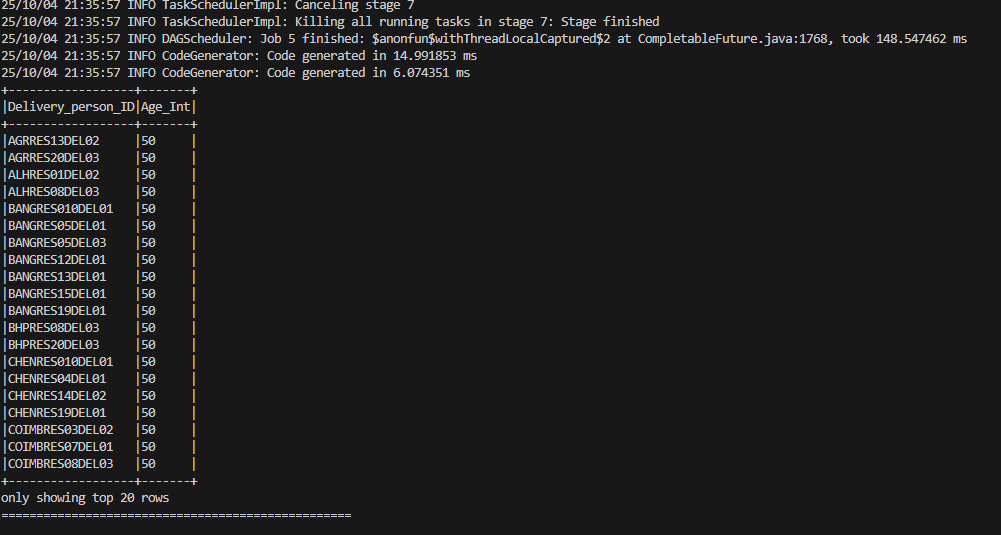 25/10/04 21:35:57 INFO TaskSchedulerImpl: Canceling stage 7
25/10/04 21:35:57 INFO TaskSchedulerImpl: Killing all running tasks in stage 7: Stage finished
25/10/04 21:35:57 INFO DAGScheduler: Job 5 finished: $anonfun$withThreadLocalCaptured$2 at CompletableFuture.java:1768, took 148.547462 ms
25/10/04 21:35:57 INFO CodeGenerator: Code generated in 14.991853 ms
25/10/04 21:35:57 INFO CodeGenerator: Code generated in 6.074351 ms
+------------------+-------+
|Delivery_person_ID|Age_Int|
+------------------+-------+
|AGRRES13DEL02     |50     |
|AGRRES20DEL03     |50     |
|ALHRES01DEL02     |50     |
|ALHRES08DEL03     |50     |
|BANGRES010DEL01   |50     |
|BANGRES05DEL01    |50     |
|BANGRES05DEL03    |50     |
|BANGRES12DEL01    |50     |
|BANGRES13DEL01    |50     |
|BANGRES15DEL01    |50     |
|BANGRES19DEL01    |50     |
|BHPRES08DEL03     |50     |
|BHPRES20DEL03     |50     |
|CHENRES010DEL01   |50     |
|CHENRES04DEL01    |50     |
|CHENRES14DEL02    |50     |
|CHENRES19DEL01    |50     |
|COIMBRES03DEL02   |50     |
|COIMBRES07DEL01   |50     |
|COIMBRES08DEL03   |50     |
+------------------+-------+
only showing top 20 rows
==================================================